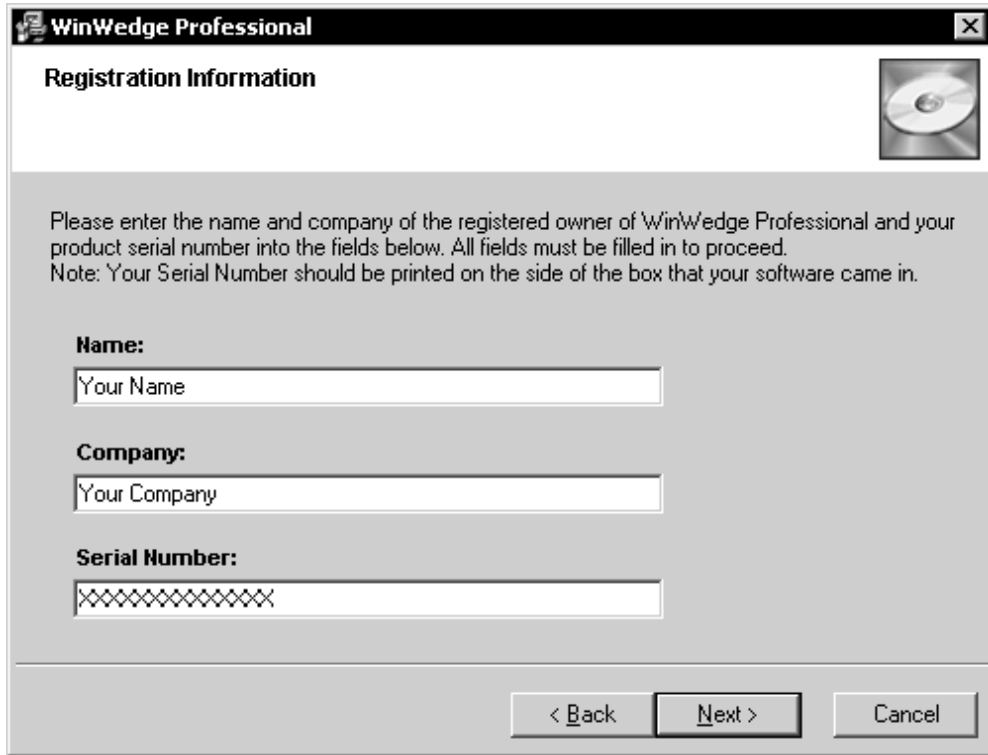 WinWedge Professional
Registration Information
Please enter the name and company of the registered owner of WinWedge Professional and your
product serial number into the fields below. All fields must be filled in to proceed.
Note: Your Serial Number should be printed on the side of the box that your software came in.
Name:
Your Name
Company:
Your Company
Serial Number:
XXXXXXXXXXXXXX
< Back Next > Cancel